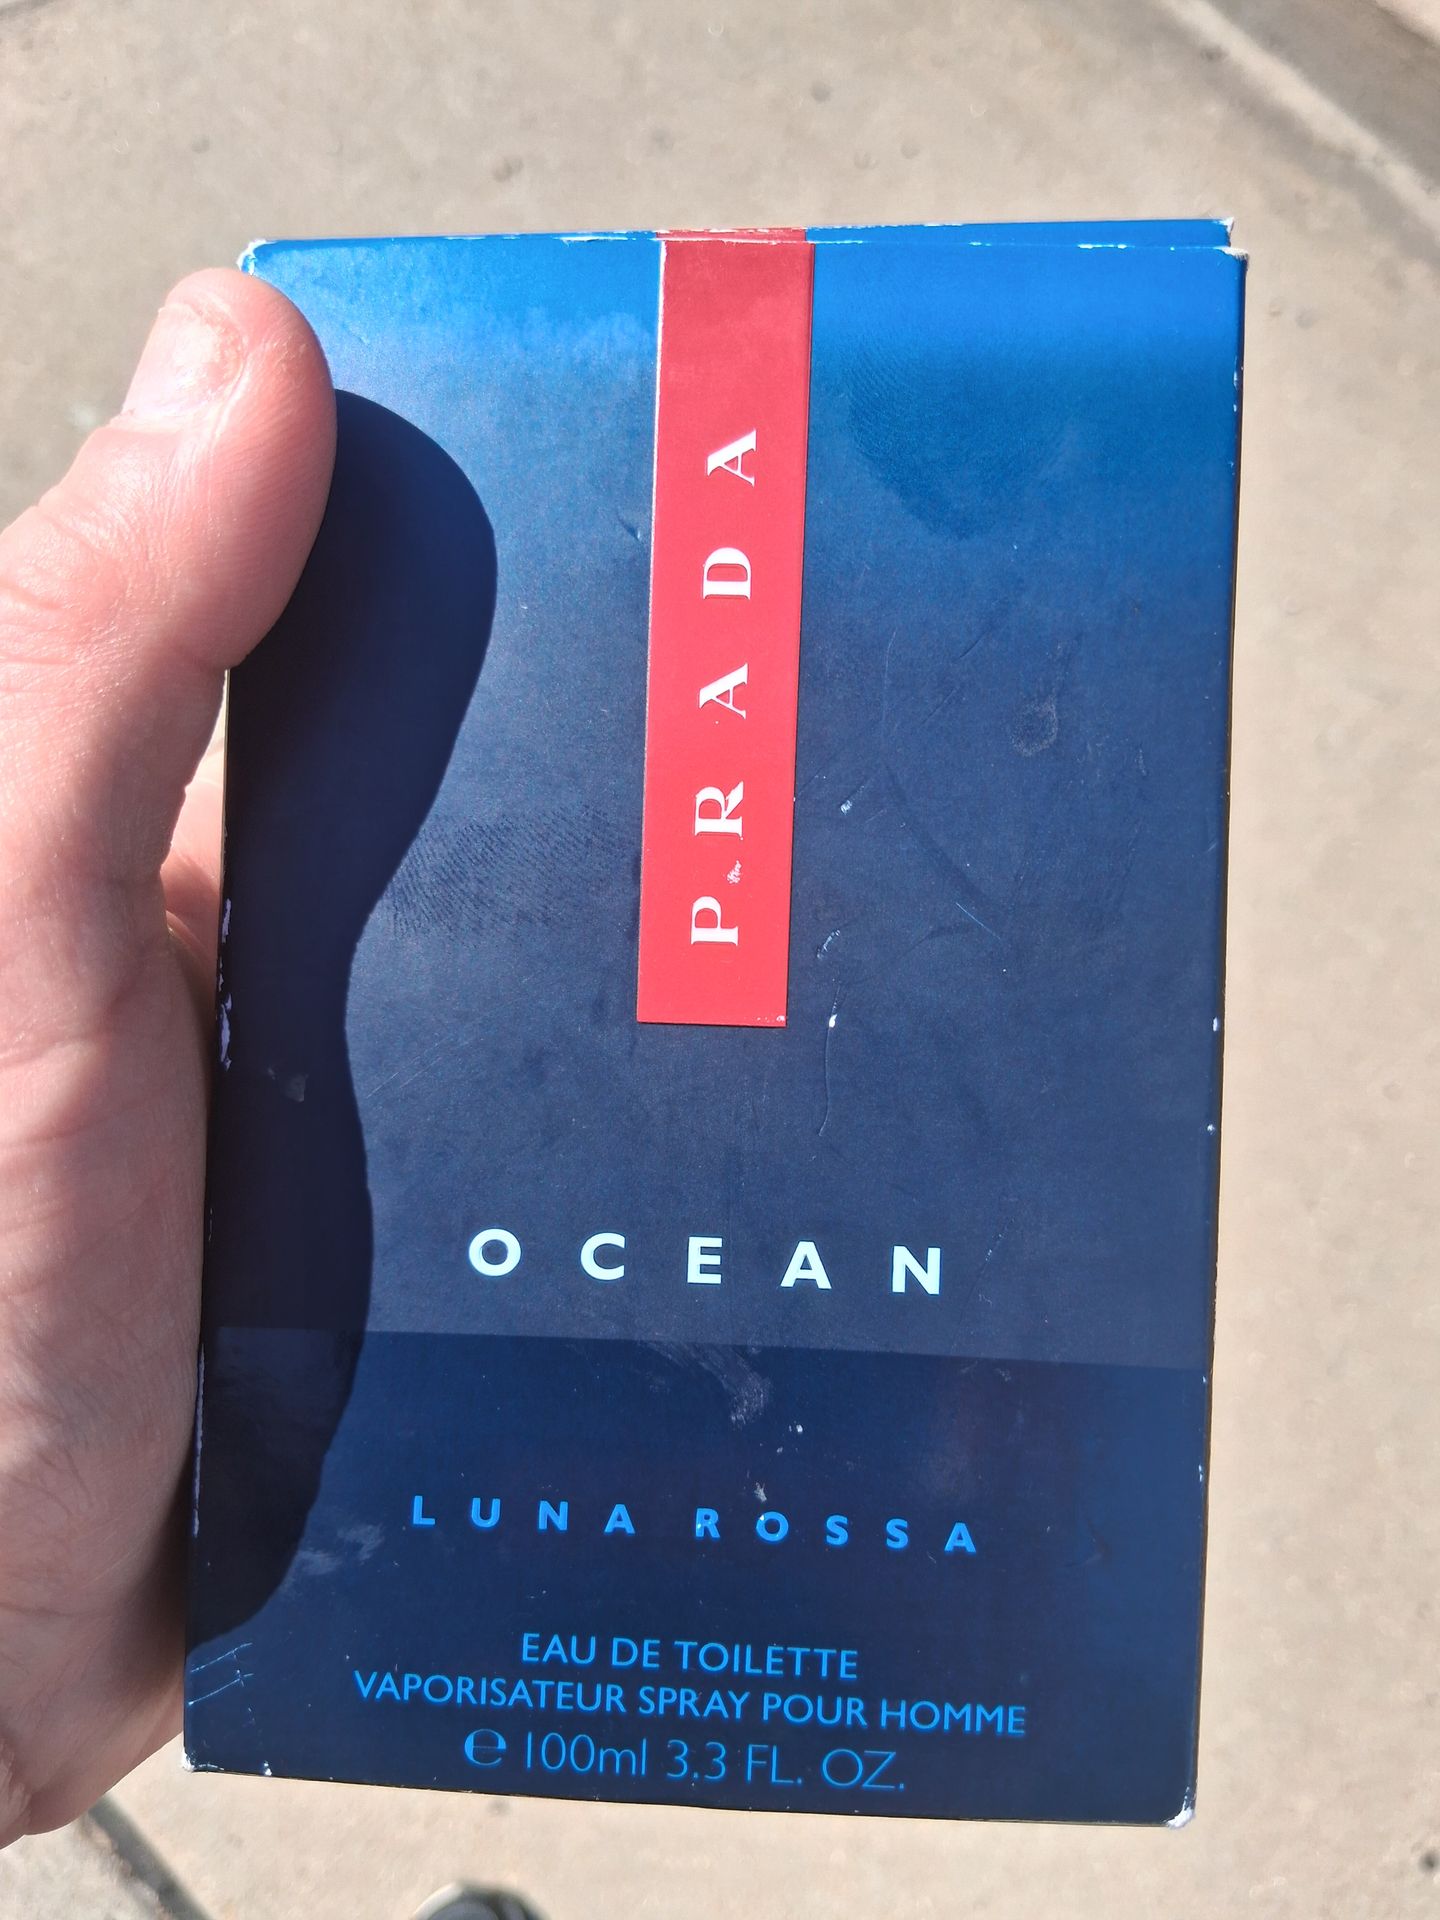 PRADA
OCEAN
LUNA ROSSA
EAU DE TOILETTE
VAPORISATEUR SPRAY POUR HOMME
℮ 100ml 3.3 FL. OZ.